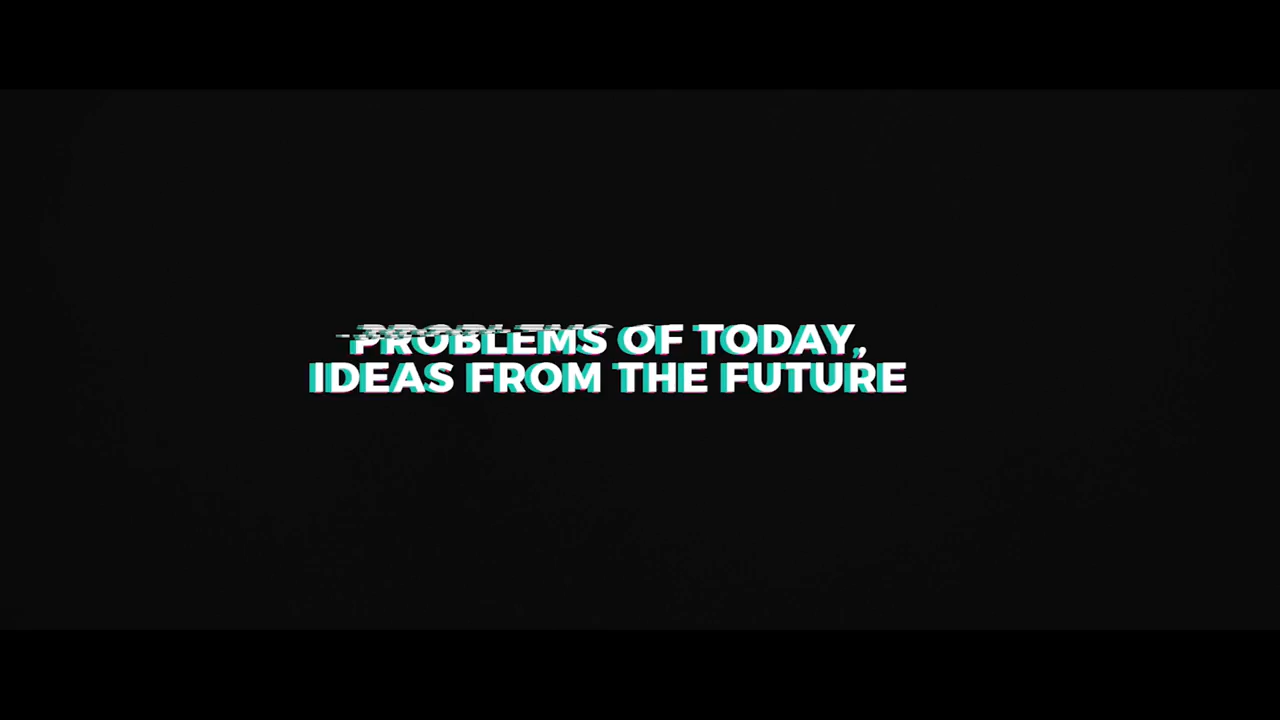 PROBLEMS OF TODAY,
IDEAS FROM THE FUTURE